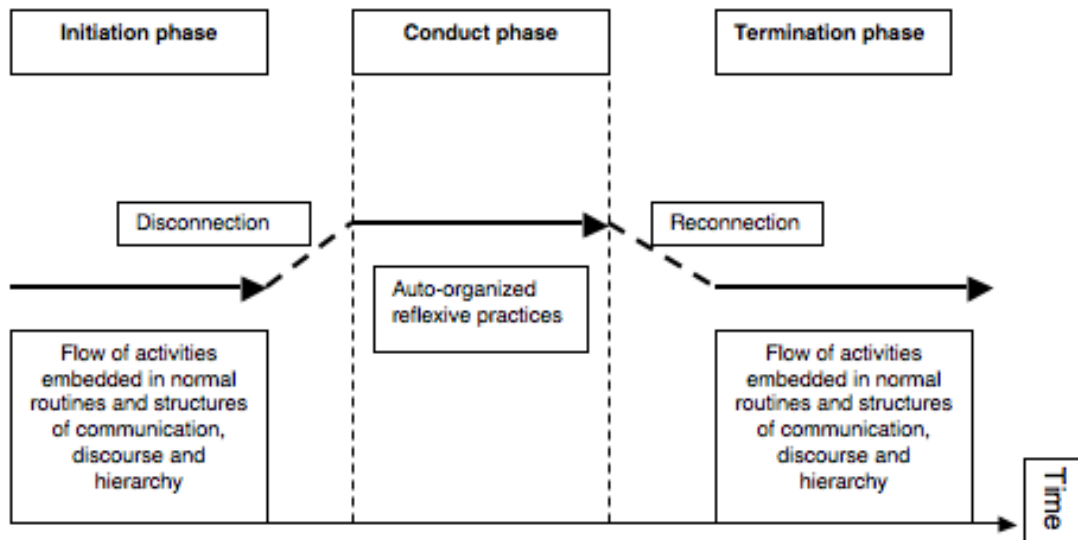 Initiation phase
Conduct phase
Termination phase
Disconnection
Reconnection
Auto-organized
reflexive practices
Flow of activities
embedded in normal
routines and structures
of communication,
discourse and
hierarchy
Flow of activities
embedded in normal
routines and structures
of communication,
discourse and
hierarchy
Time